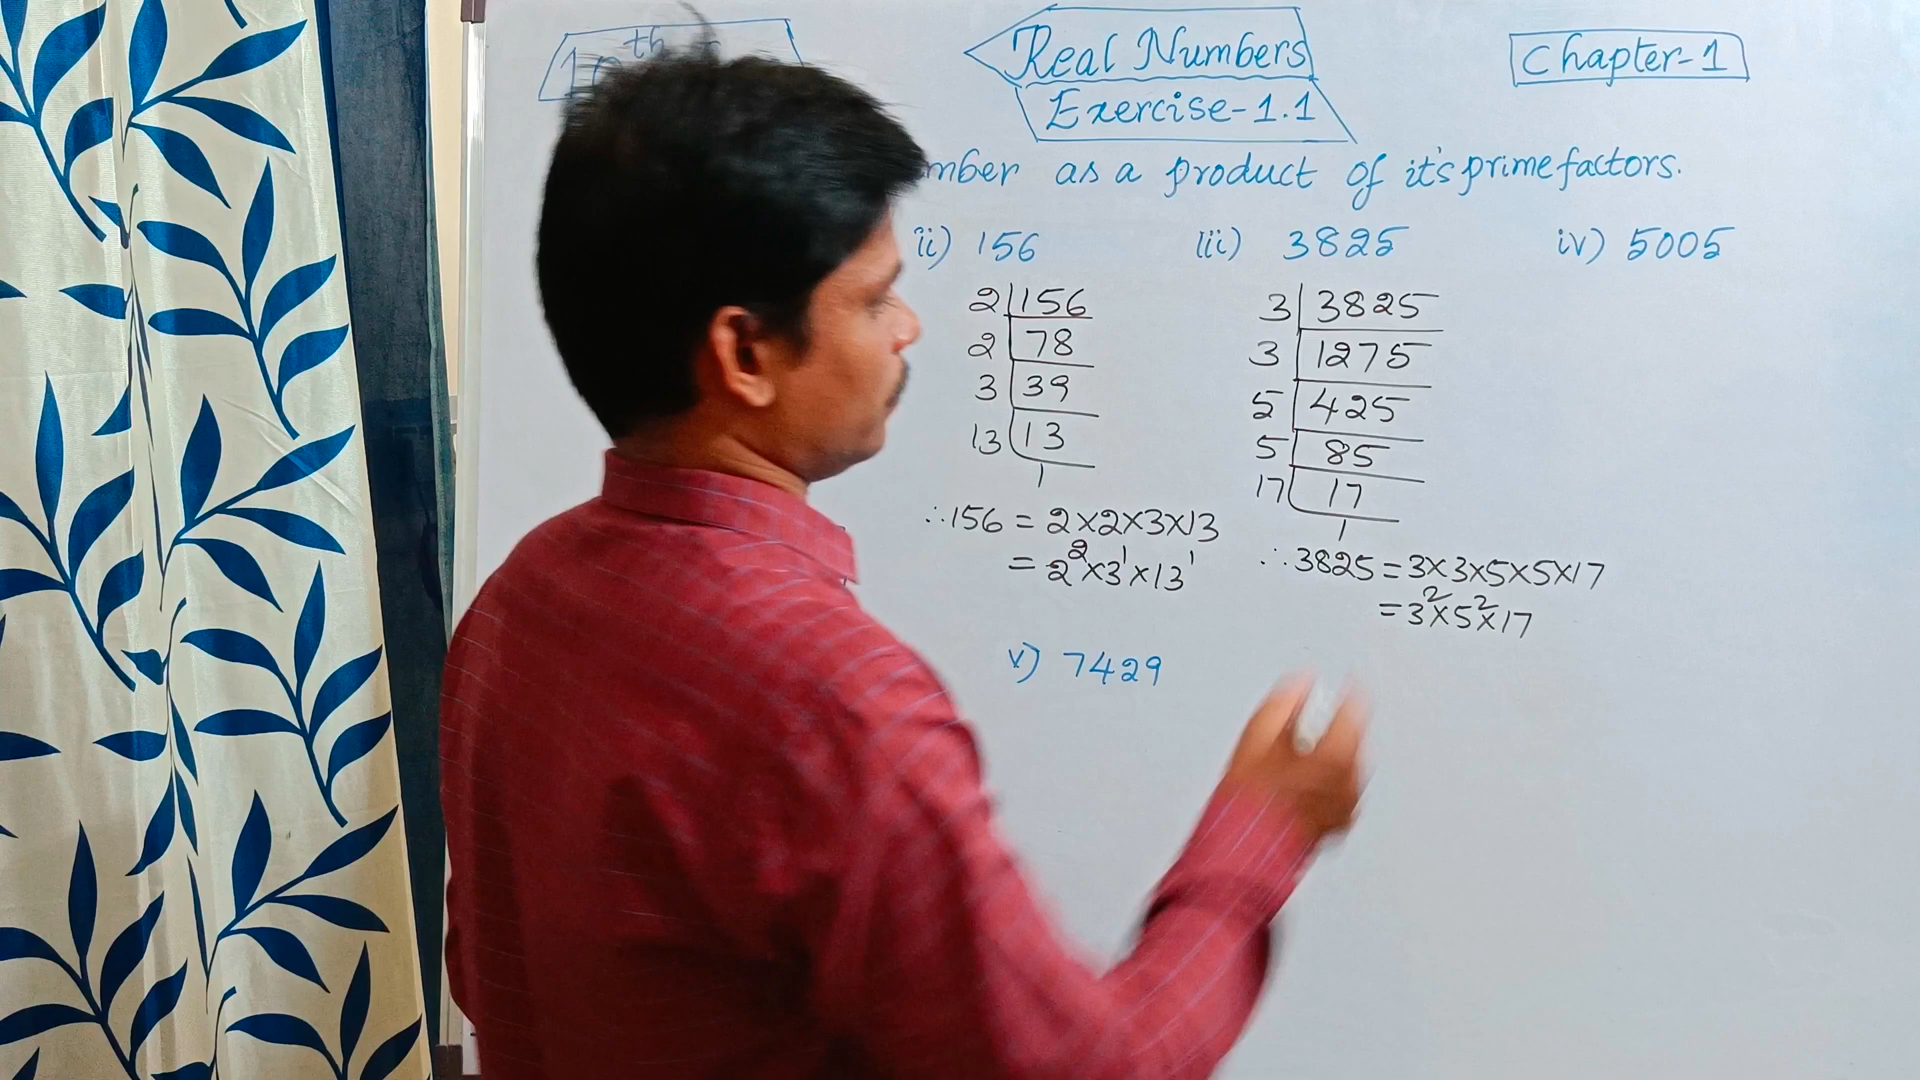 10th
Real Numbers
Exercise-1.1
Chapter-1
as a product of it's prime factors.
ii) 156
2 | 156
2 | 78
3 | 39
13 | 13
1
∴156 = 2×2×3×13
= 2²×3¹×13¹
iii) 3825
3 | 3825
3 | 1275
5 | 425
5 | 85
17 | 17
1
∴3825 = 3×3×5×5×17
= 3²×5²×17
iv) 5005
v) 7429